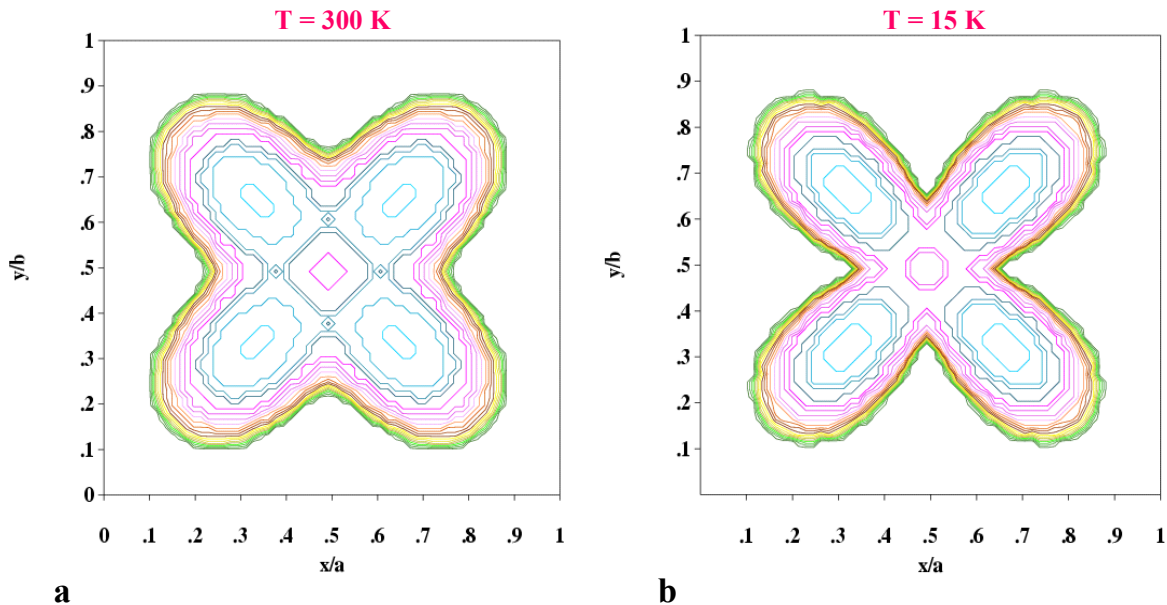 T = 300 K
1
.9
.8
.7
.6
.5
.4
.3
.2
.1
0
y/b
0 .1 .2 .3 .4 .5 .6 .7 .8 .9 1
x/a
a
T = 15 K
1
.9
.8
.7
.6
.5
.4
.3
.2
.1
y/b
.1 .2 .3 .4 .5 .6 .7 .8 .9 1
x/a
b